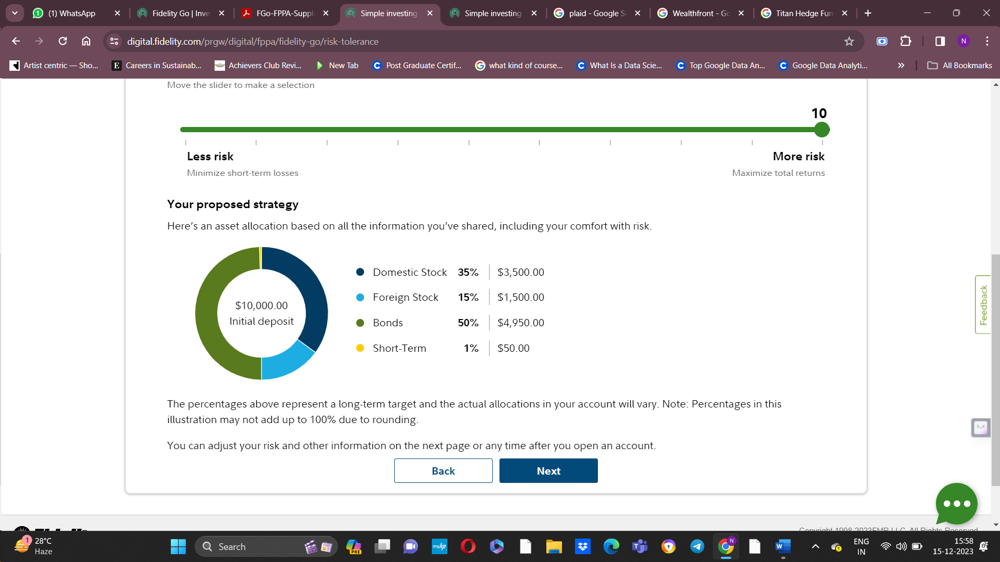 (1) WhatsApp
Fidelity Go | Inve
FGo-FPPA-Suppl
Simple investing
Simple investing
plaid - Google S
Wealthfront - Go
Titan Hedge Fun
digital.fidelity.com/prgw/digital/fppa/fidelity-go/risk-tolerance
N
Artist centric — Sho...
E Careers in Sustainab...
Achievers Club Revi...
New Tab
Post Graduate Certif...
what kind of course...
What Is a Data Scie...
Top Google Data An...
Google Data Analyti...
All Bookmarks
Move the slider to make a selection
10
Less risk
More risk
Minimize short-term losses
Maximize total returns
Your proposed strategy
Here's an asset allocation based on all the information you've shared, including your comfort with risk.
$10,000.00
Initial deposit
Domestic Stock 35% $3,500.00
Foreign Stock 15% $1,500.00
Bonds 50% $4,950.00
Short-Term 1% $50.00
Feedback
The percentages above represent a long-term target and the actual allocations in your account will vary. Note: Percentages in this
illustration may not add up to 100% due to rounding.
You can adjust your risk and other information on the next page or any time after you open an account.
Back
Next
Copyright 1998-2023 FMR LLC. All Rights Reserved.
1
28°C
Haze
Search
PRE
myhp
N
ENG
IN
15:58
15-12-2023